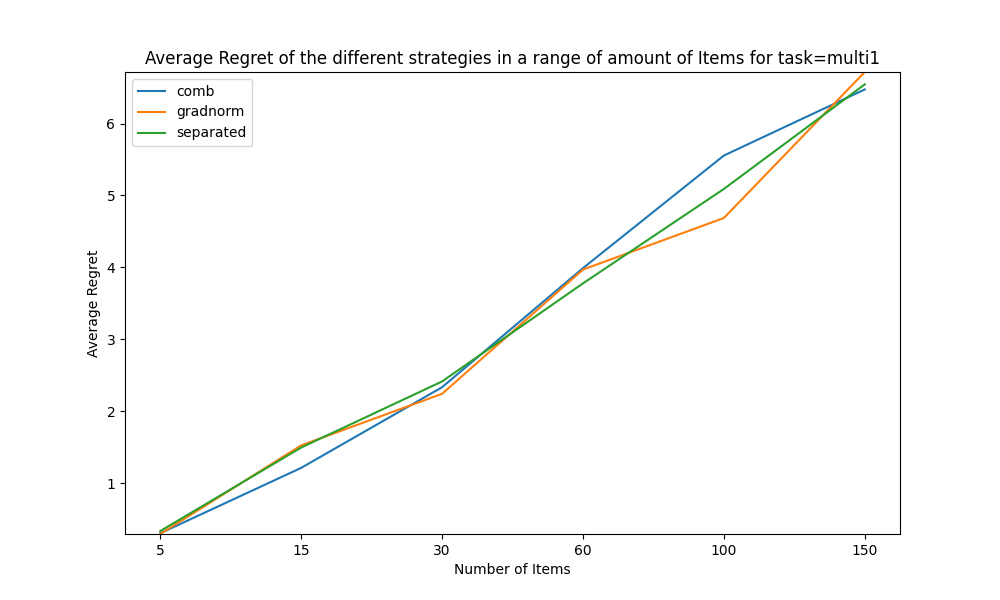 Average Regret of the different strategies in a range of amount of Items for task=multi1
comb
gradnorm
separated
Average Regret
6
5
4
3
2
1
5 15 30 60 100 150
Number of Items